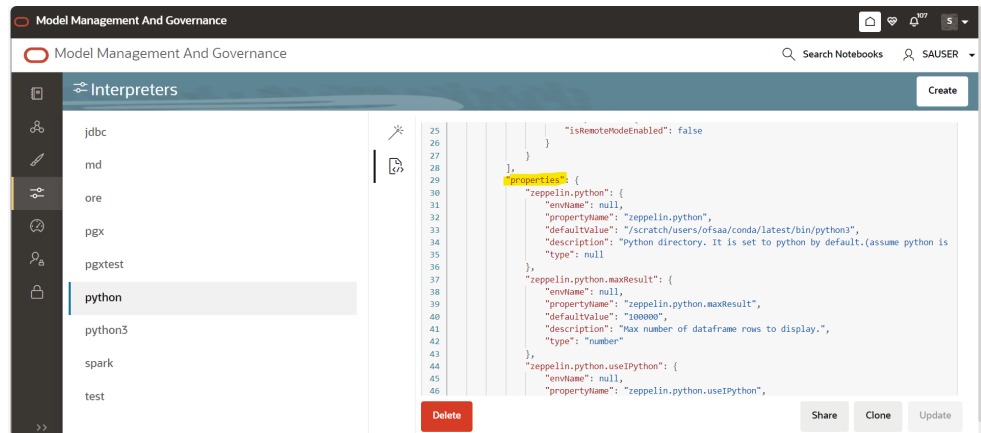 Model Management And Governance
107
S
Model Management And Governance
Search Notebooks
SAUSER
Interpreters
Create
jdbc
md
ore
pgx
pgxtest
python
python3
spark
test
25 "isRemoteModeEnabled": false
26 }
27 }
28 ],
29 "properties": {
30 "zeppelin.python": {
31 "envName": null,
32 "propertyName": "zeppelin.python",
33 "defaultValue": "/scratch/users/ofsaa/conda/latest/bin/python3",
34 "description": "Python directory. It is set to python by default.(assume python is
35 "type": null
36 },
37 "zeppelin.python.maxResult": {
38 "envName": null,
39 "propertyName": "zeppelin.python.maxResult",
40 "defaultValue": "100000",
41 "description": "Max number of dataframe rows to display.",
42 "type": "number"
43 },
44 "zeppelin.python.useIPython": {
45 "envName": null,
46 "propertyName": "zeppelin.python.useIPython",
Delete
Share
Clone
Update
>>